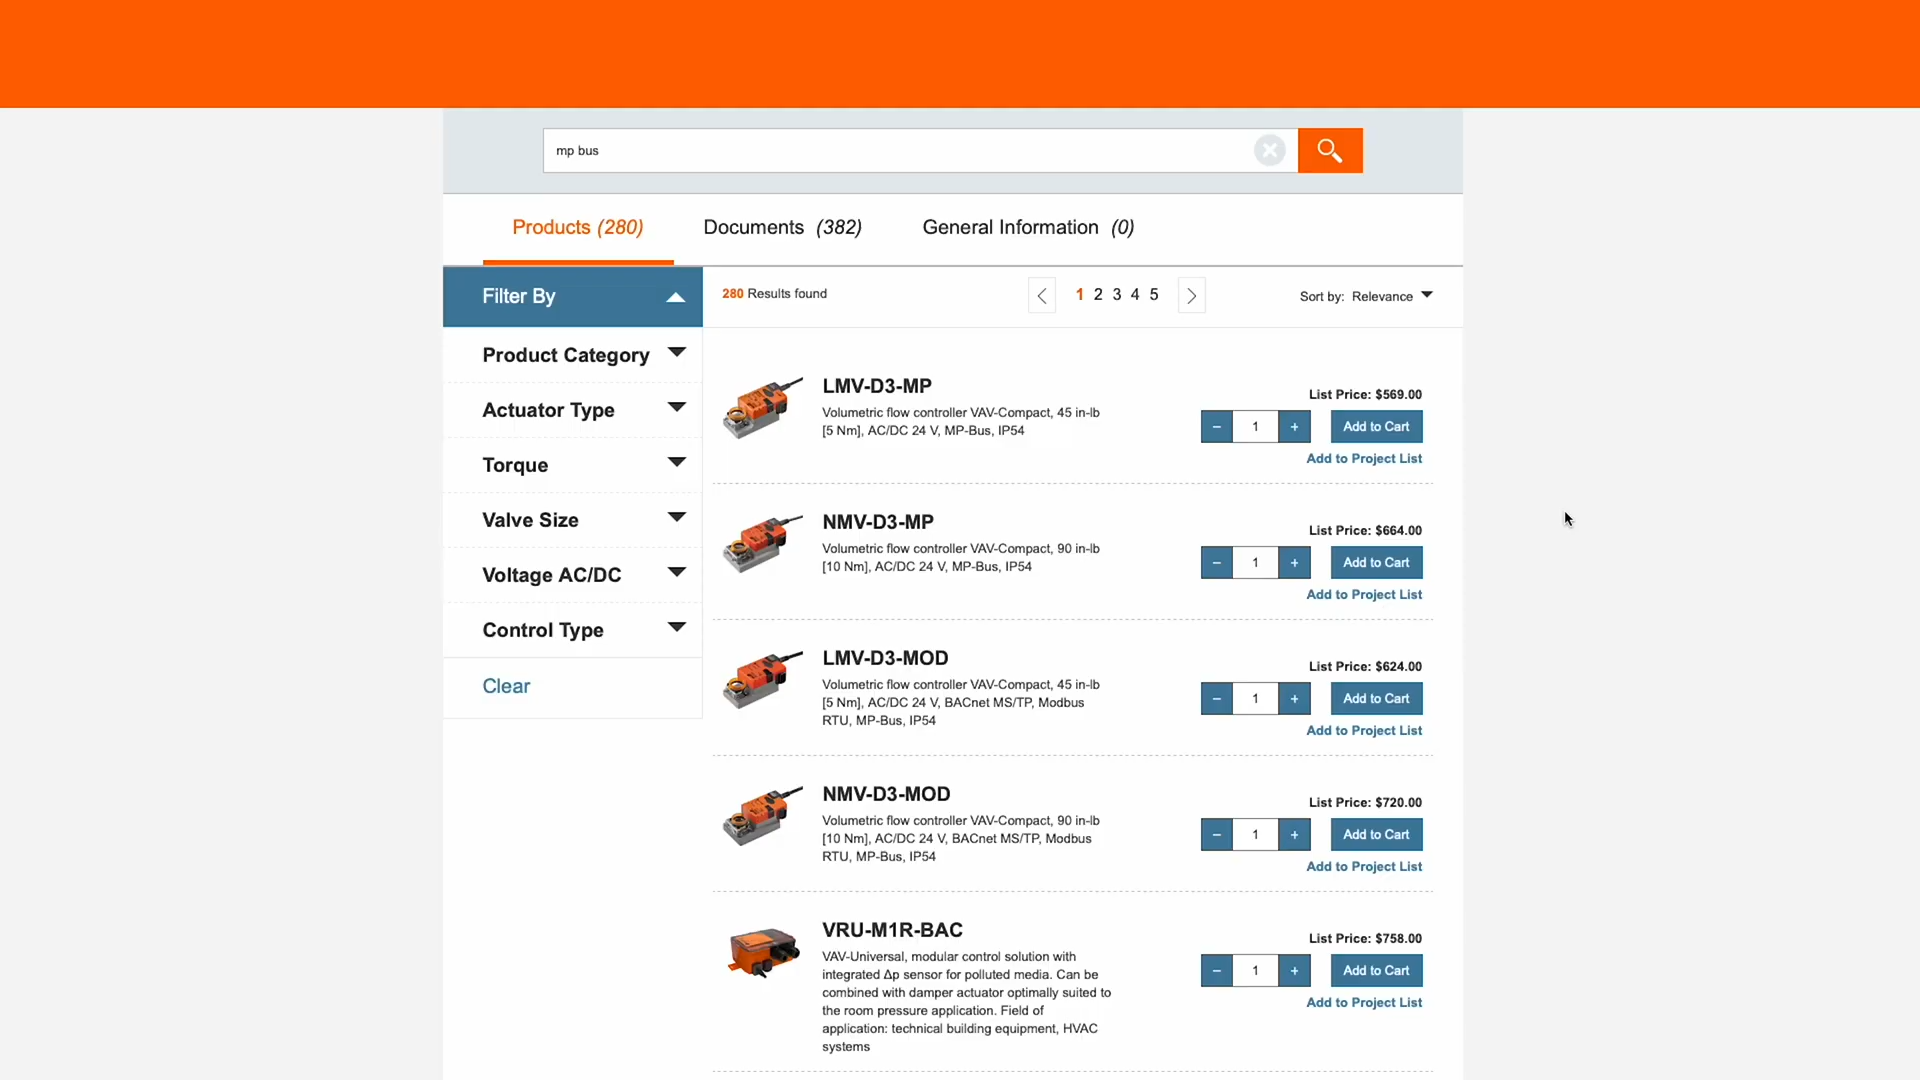 mp bus
Products (280)
Documents (382)
General Information (0)
Filter By
280 Results found
1 2 3 4 5
Sort by: Relevance
Product Category
Actuator Type
Torque
Valve Size
Voltage AC/DC
Control Type
Clear
LMV-D3-MP
Volumetric flow controller VAV-Compact, 45 in-lb
[5 Nm], AC/DC 24 V, MP-Bus, IP54
List Price: $569.00
– 1 +
Add to Cart
Add to Project List
NMV-D3-MP
Volumetric flow controller VAV-Compact, 90 in-lb
[10 Nm], AC/DC 24 V, MP-Bus, IP54
List Price: $664.00
– 1 +
Add to Cart
Add to Project List
LMV-D3-MOD
Volumetric flow controller VAV-Compact, 45 in-lb
[5 Nm], AC/DC 24 V, BACnet MS/TP, Modbus
RTU, MP-Bus, IP54
List Price: $624.00
– 1 +
Add to Cart
Add to Project List
NMV-D3-MOD
Volumetric flow controller VAV-Compact, 90 in-lb
[10 Nm], AC/DC 24 V, BACnet MS/TP, Modbus
RTU, MP-Bus, IP54
List Price: $720.00
– 1 +
Add to Cart
Add to Project List
VRU-M1R-BAC
VAV-Universal, modular control solution with
integrated Δp sensor for polluted media. Can be
combined with damper actuator optimally suited to
the room pressure application. Field of
application: technical building equipment, HVAC
systems
List Price: $758.00
– 1 +
Add to Cart
Add to Project List